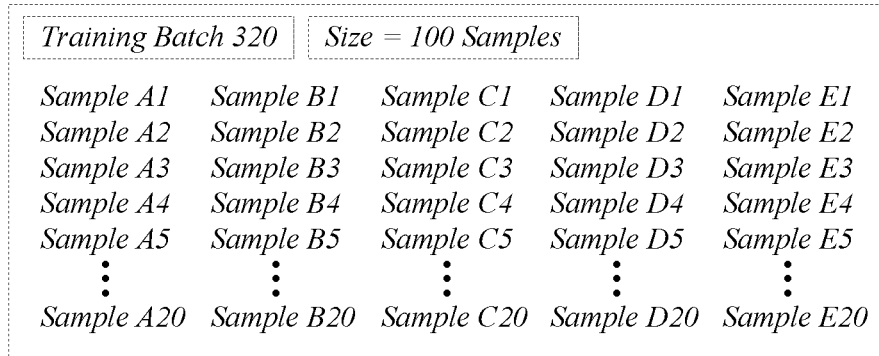 Training Batch 320 Size = 100 Samples
Sample A1 Sample B1 Sample C1 Sample D1 Sample E1
Sample A2 Sample B2 Sample C2 Sample D2 Sample E2
Sample A3 Sample B3 Sample C3 Sample D3 Sample E3
Sample A4 Sample B4 Sample C4 Sample D4 Sample E4
Sample A5 Sample B5 Sample C5 Sample D5 Sample E5
Sample A20 Sample B20 Sample C20 Sample D20 Sample E20